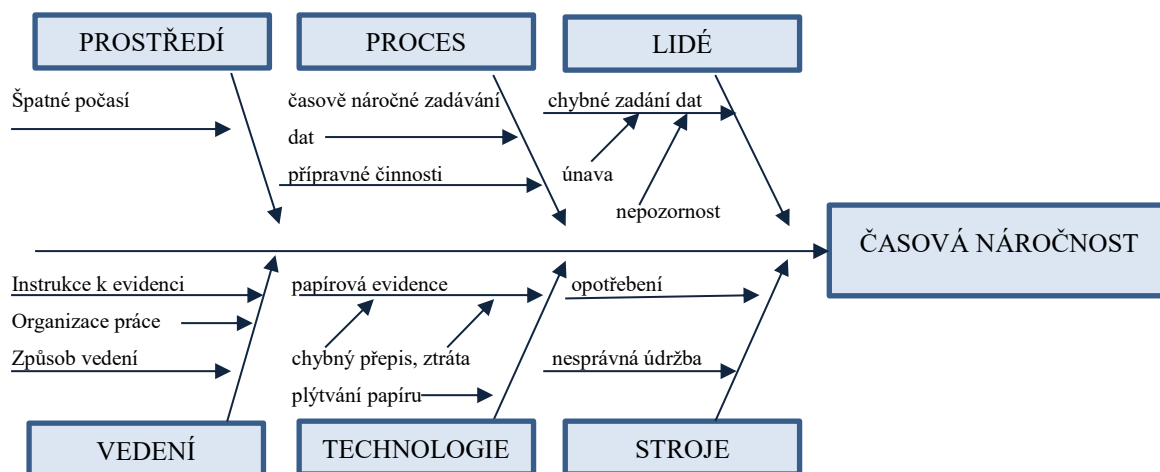 PROSTŘEDÍ
PROCES
LIDÉ
Špatné počasí
časově náročné zadávání
dat
chybné zadání dat
přípravné činnosti
únava
nepozornost
ČASOVÁ NÁROČNOST
Instrukce k evidenci
papírová evidence
opotřebení
Organizace práce
Způsob vedení
chybný přepis, ztráta
nesprávná údržba
plýtvání papíru
VEDENÍ
TECHNOLOGIE
STROJE